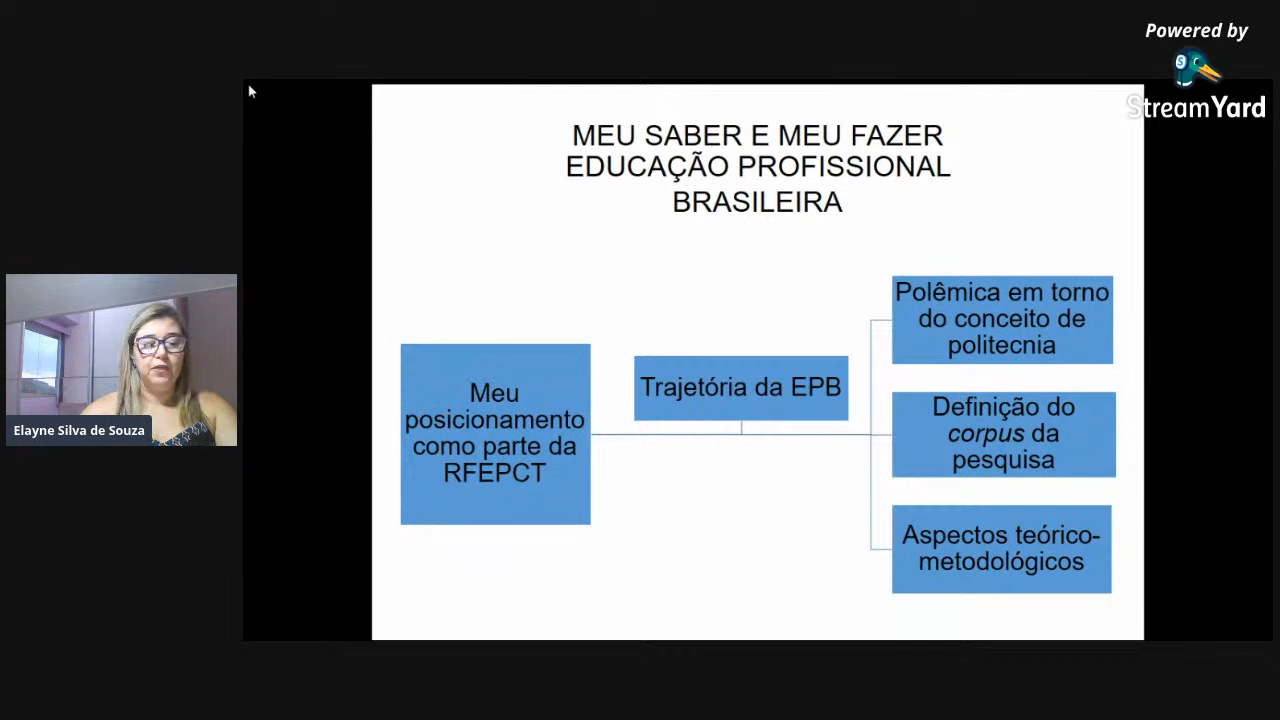 Powered by
StreamYard
MEU SABER E MEU FAZER
EDUCAÇÃO PROFISSIONAL
BRASILEIRA
Meu
posicionamento
como parte da
RFEPCT
Trajetória da EPB
Polêmica em torno
do conceito de
politecnia
Definição do
corpus da
pesquisa
Aspectos teórico-
metodológicos
Elayne Silva de Souza